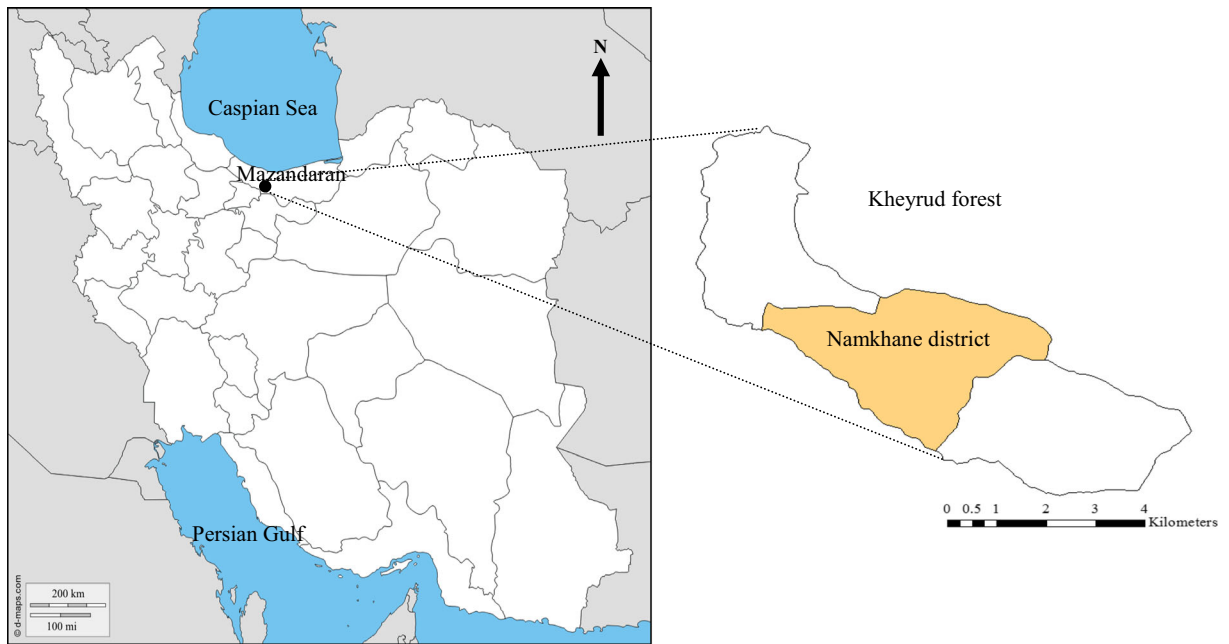 Caspian Sea
N
Mazandaran
Kheyrud forest
Namkhane district
Persian Gulf
0 0.5 1 2 3 4
Kilometers
200 km
100 mi
© d-maps.com